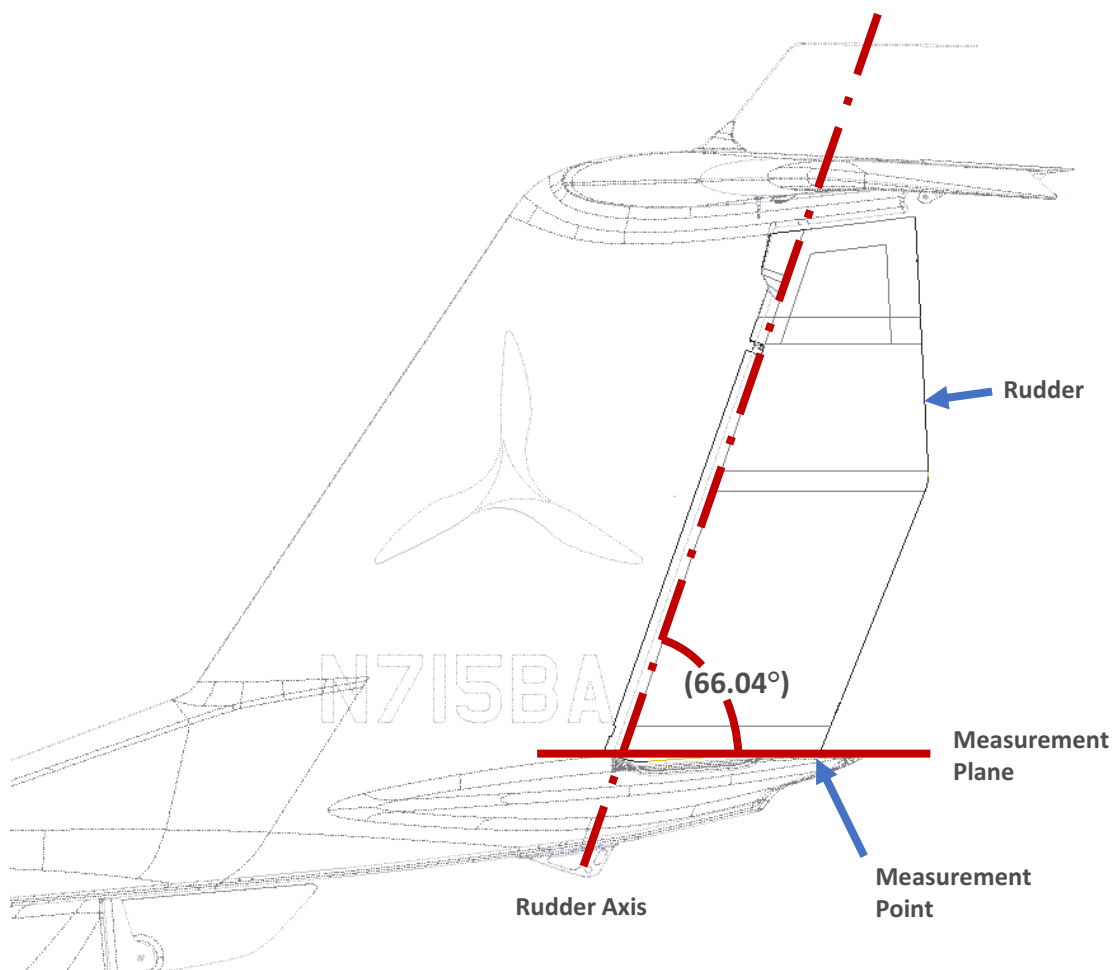 Rudder
N715BA
(66.04°)
Measurement
Plane
Measurement
Point
Rudder Axis